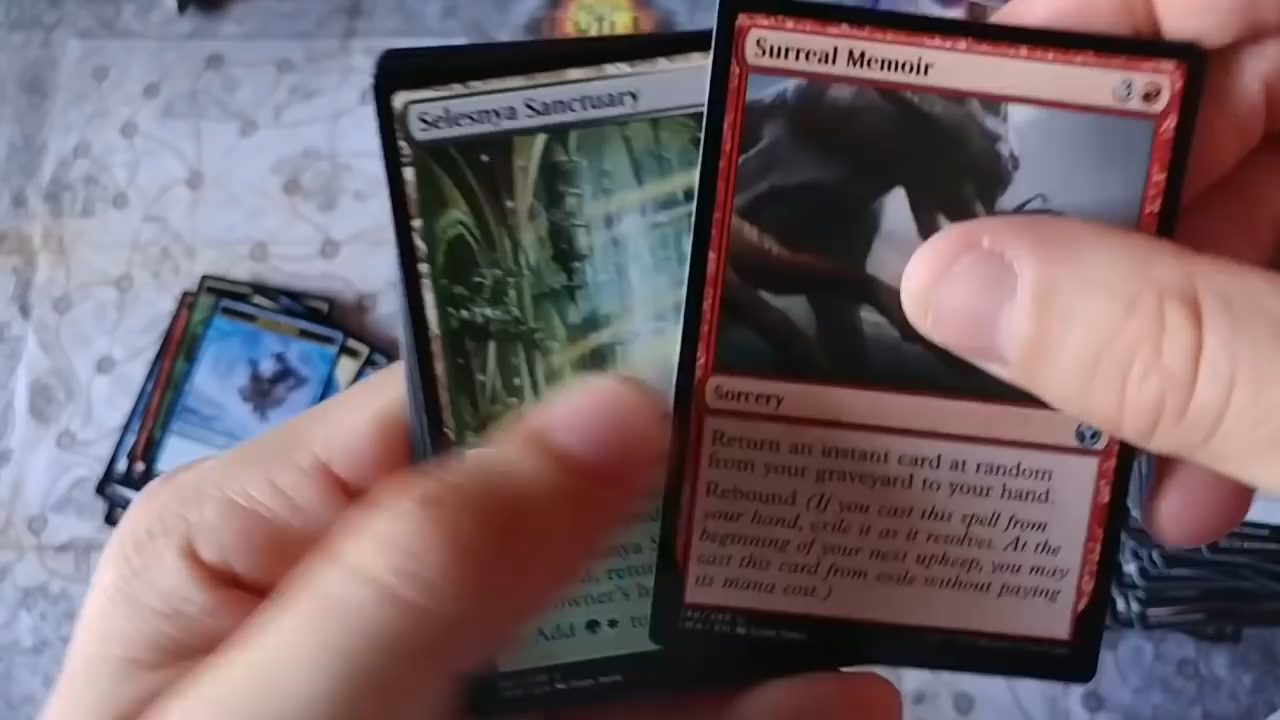 Selesnya Sanctuary
Surreal Memoir
3
Sorcery
Return an instant card at random
from your graveyard to your hand.
Rebound (If you cast this spell from
your hand, exile it as it resolves. At the
beginning of your next upkeep, you may
cast this card from exile without paying
its mana cost.)
owner's
Add